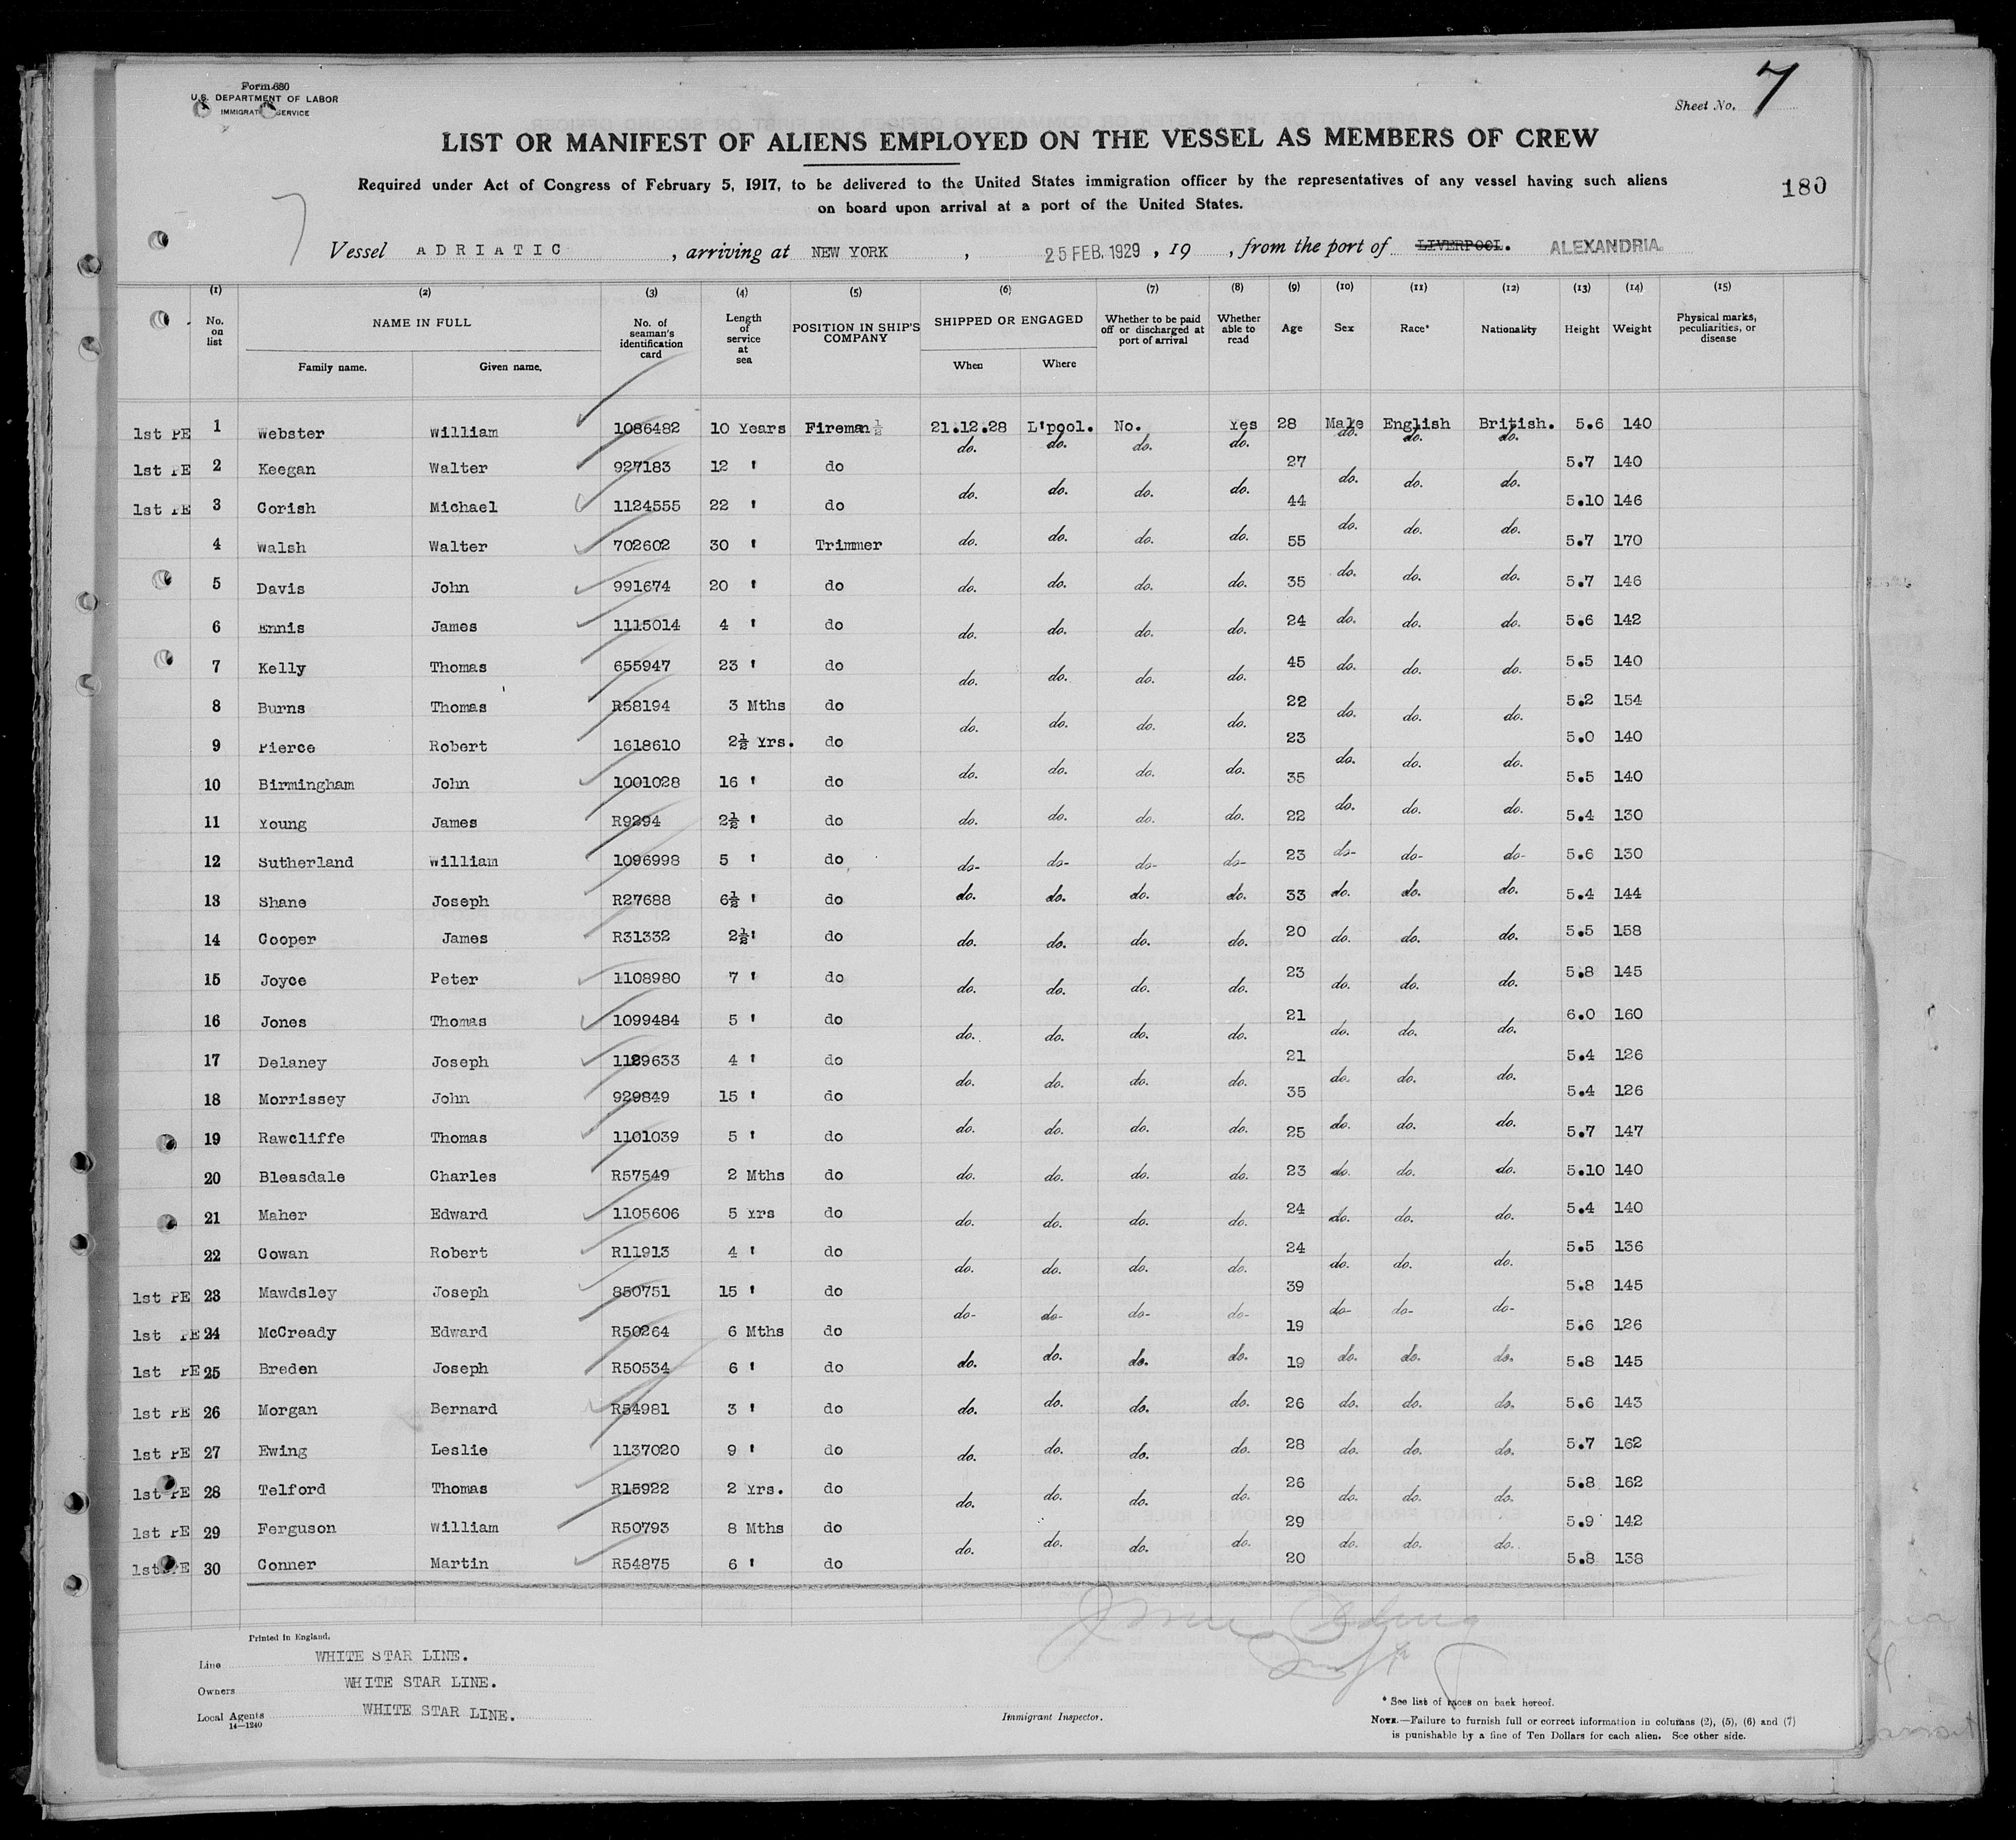 Form 680
U.S. DEPARTMENT OF LABOR
IMMIGRATION SERVICE
Sheet No. 7
LIST OR MANIFEST OF ALIENS EMPLOYED ON THE VESSEL AS MEMBERS OF CREW
Required under Act of Congress of February 5, 1917, to be delivered to the United States immigration officer by the representatives of any vessel having such aliens
on board upon arrival at a port of the United States.
180
7
Vessel ADRIATIC, arriving at NEW YORK, 25 FEB. 1929, 19 , from the port of LIVERPOOL. ALEXANDRIA.
(1) (2) (3) (4) (5) (6) (7) (8) (9) (10) (11) (12) (13) (14) (15)
No. on list NAME IN FULL No. of seaman's identification card Length of service at sea POSITION IN SHIP'S COMPANY SHIPPED OR ENGAGED Whether to be paid off or discharged at port of arrival Whether able to read Age Sex Race* Nationality Height Weight Physical marks, peculiarities, or disease
Family name. Given name. When Where
1st PE 1 Webster William 1086482 10 Years Fireman ½ 21.12.28 L'pool. No. Yes 28 Male English British. 5.6 140
1st PE 2 Keegan Walter 927183 12 ' do do. do. do. do. 27 do. do. do. 5.7 140
1st PE 3 Corish Michael 1124555 22 ' do do. do. do. do. 44 do. do. do. 5.10 146
4 Walsh Walter 702602 30 ' Trimmer do. do. do. do. 55 do. do. do. 5.7 170
5 Davis John 991674 20 ' do do. do. do. do. 35 do. do. do. 5.7 146
6 Ennis James 1115014 4 ' do do. do. do. do. 24 do. do. do. 5.6 142
7 Kelly Thomas 655947 23 ' do do. do. do. do. 45 do. do. do. 5.5 140
8 Burns Thomas R58194 3 Mths do do. do. do. do. 22 do. do. do. 5.2 154
9 Pierce Robert 1618610 2½ Yrs. do do. do. do. do. 23 do. do. do. 5.0 140
10 Birmingham John 1001028 16 ' do do. do. do. do. 35 do. do. do. 5.5 140
11 Young James R9294 2½ ' do do. do. do. do. 22 do. do. do. 5.4 130
12 Sutherland William 1096998 5 ' do do- do- do- do- 23 do- do- do- 5.6 130
13 Shane Joseph R27688 6½ ' do do. do. do. do. 33 do. do. do. 5.4 144
14 Cooper James R31332 2½' do do. do. do. do. 20 do. do. do. 5.5 158
15 Joyce Peter 1108980 7 ' do do. do. do. do. 23 do. do. do. 5.8 145
16 Jones Thomas 1099484 5 ' do do. do. do. do. 21 do. do. do. 6.0 160
17 Delaney Joseph 1129633 4 ' do do. do. do. do. 21 do. do. do. 5.4 126
18 Morrissey John 929849 15 ' do do. do. do. do. 35 do. do. do. 5.4 126
19 Rawcliffe Thomas 1101039 5 ' do do. do. do. do. 25 do. do. do. 5.7 147
20 Bleasdale Charles R57549 2 Mths do do. do. do. do. 23 do. do. do. 5.10 140
21 Maher Edward 1105606 5 Yrs do do. do. do. do. 24 do. do. do. 5.4 140
22 Cowan Robert R11913 4 ' do do. do. do. do. 24 do. do. do. 5.5 136
1st PE 23 Mawdsley Joseph 850751 15 ' do do- do- do- do- 39 do- do- do- 5.8 145
1st PE 24 McCready Edward R50264 6 Mths do do. do. do. do. 19 do. do. do. 5.6 126
1st PE 25 Breden Joseph R50534 6 ' do do. do. do. do. 19 do. do. do. 5.8 145
1st PE 26 Morgan Bernard R54981 3 ' do do. do. do. do. 26 do. do. do. 5.6 143
1st PE 27 Ewing Leslie 1137020 9 ' do do. do. do. do. 28 do. do. do. 5.7 162
1st PE 28 Telford Thomas R15922 2 Yrs. do do. do. do. do. 26 do. do. do. 5.8 162
1st PE 29 Ferguson William R50793 8 Mths do do. do. do. do. 29 do. do. do. 5.9 142
1st PE 30 Conner Martin R54875 6 ' do 20 5.8 138
Printed in England.
Line WHITE STAR LINE.
Owners WHITE STAR LINE.
Local Agents WHITE STAR LINE.
14—1240
Immigrant Inspector.
* See list of races on back hereof.
NOTE.—Failure to furnish full or correct information in columns (2), (5), (6) and (7)
is punishable by a fine of Ten Dollars for each alien. See other side.